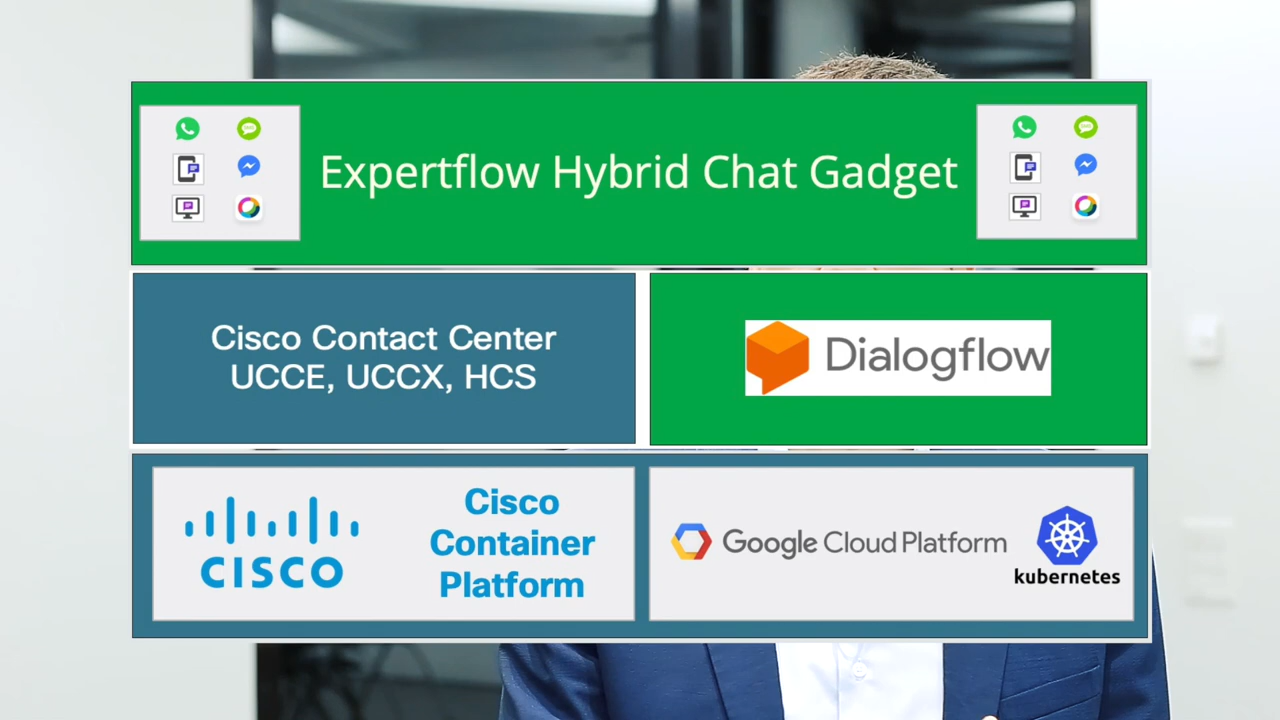 Expertflow Hybrid Chat Gadget
Cisco Contact Center
UCCE, UCCX, HCS
Dialogflow
CISCO
Cisco
Container
Platform
Google Cloud Platform
kubernetes